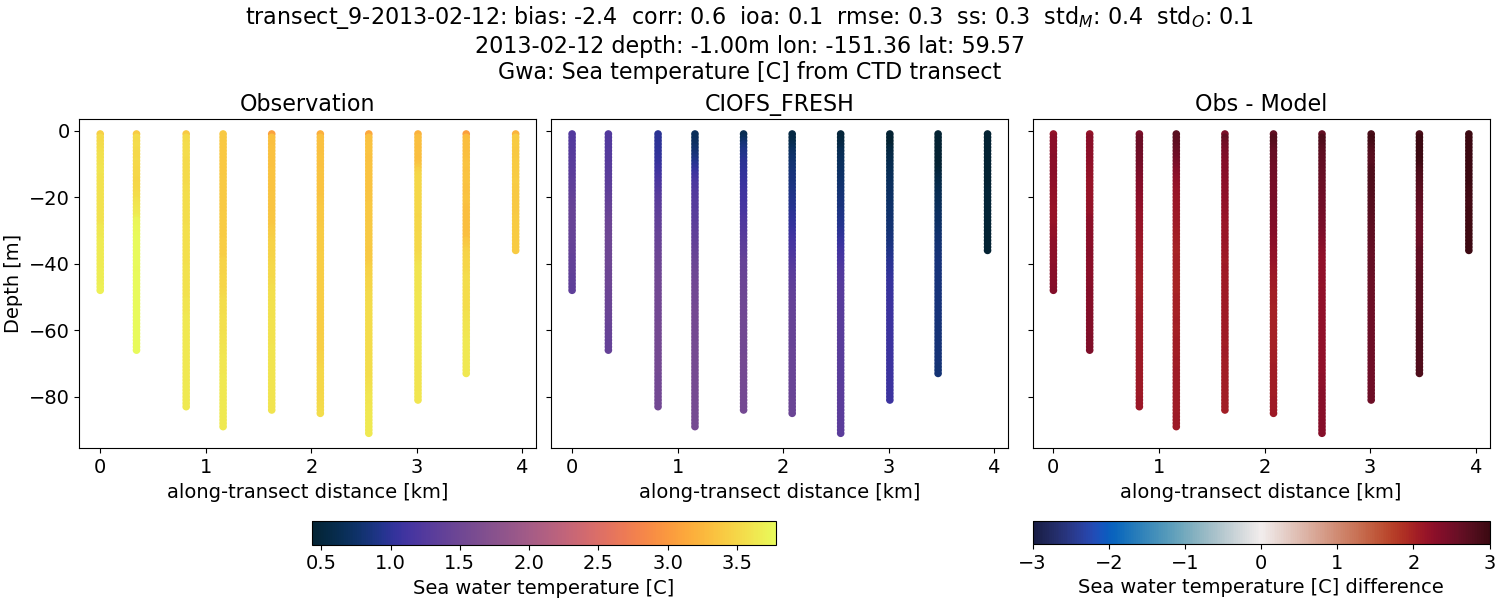 transect_9-2013-02-12: bias: -2.4  corr: 0.6  ioa: 0.1  rmse: 0.3  ss: 0.3  std_M: 0.4  std_O: 0.1
2013-02-12 depth: -1.00m lon: -151.36 lat: 59.57
Gwa: Sea temperature [C] from CTD transect
Observation
CIOFS_FRESH
Obs - Model
Depth [m]
0
−20
−40
−60
−80
0 1 2 3 4
0 1 2 3 4
0 1 2 3 4
along-transect distance [km]
along-transect distance [km]
along-transect distance [km]
0.5 1.0 1.5 2.0 2.5 3.0 3.5
Sea water temperature [C]
−3 −2 −1 0 1 2 3
Sea water temperature [C] difference